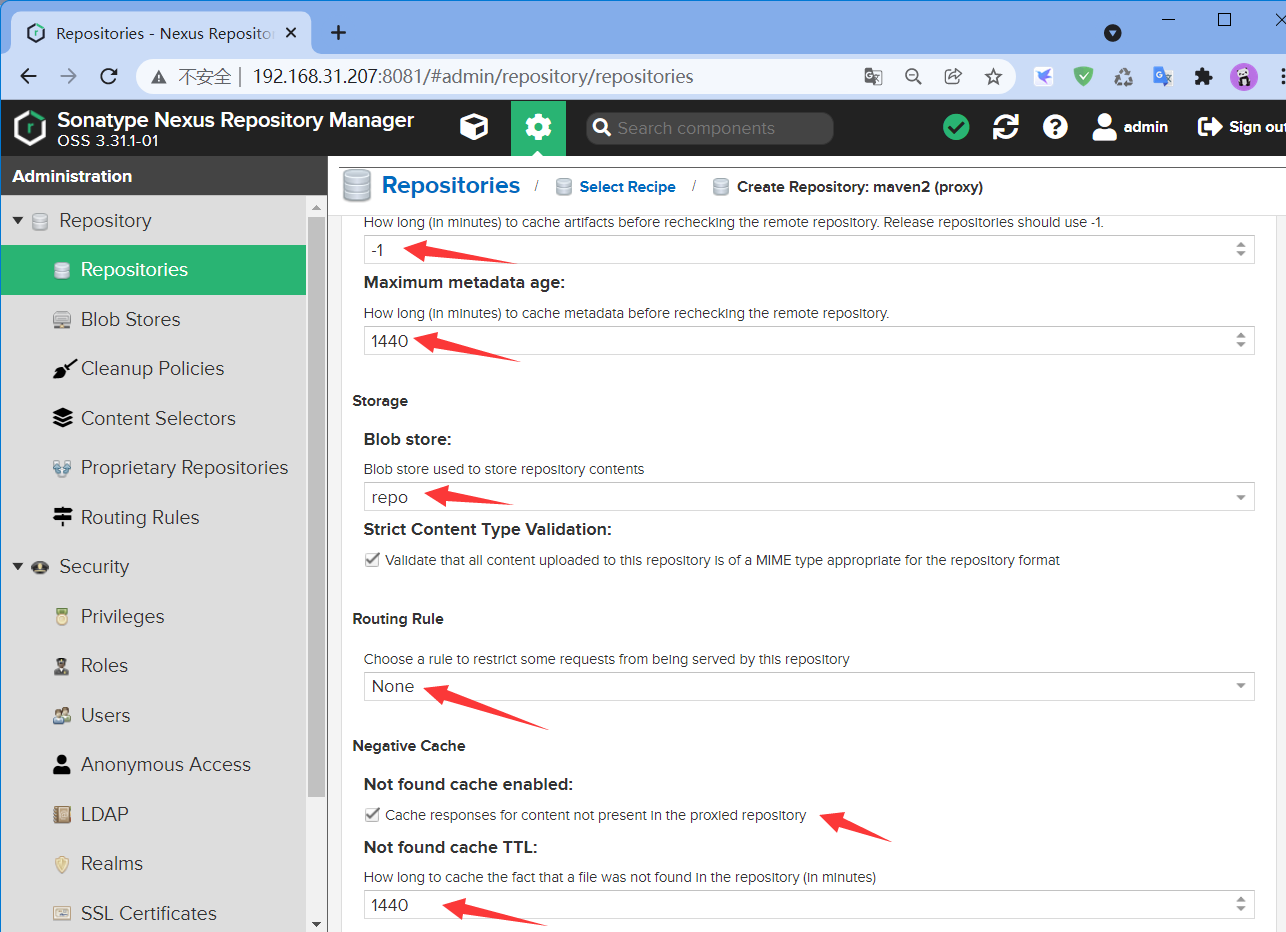 Repositories - Nexus Repositor
不安全 | 192.168.31.207:8081/#admin/repository/repositories
Sonatype Nexus Repository Manager
OSS 3.31.1-01
Search components
admin
Sign out
Administration
Repositories / Select Recipe / Create Repository: maven2 (proxy)
Repository
Repositories
Blob Stores
Cleanup Policies
Content Selectors
Proprietary Repositories
Routing Rules
Security
Privileges
Roles
Users
Anonymous Access
LDAP
Realms
SSL Certificates
How long (in minutes) to cache artifacts before rechecking the remote repository. Release repositories should use -1.
-1
Maximum metadata age:
How long (in minutes) to cache metadata before rechecking the remote repository.
1440
Storage
Blob store:
Blob store used to store repository contents
repo
Strict Content Type Validation:
Validate that all content uploaded to this repository is of a MIME type appropriate for the repository format
Routing Rule
Choose a rule to restrict some requests from being served by this repository
None
Negative Cache
Not found cache enabled:
Cache responses for content not present in the proxied repository
Not found cache TTL:
How long to cache the fact that a file was not found in the repository (in minutes)
1440